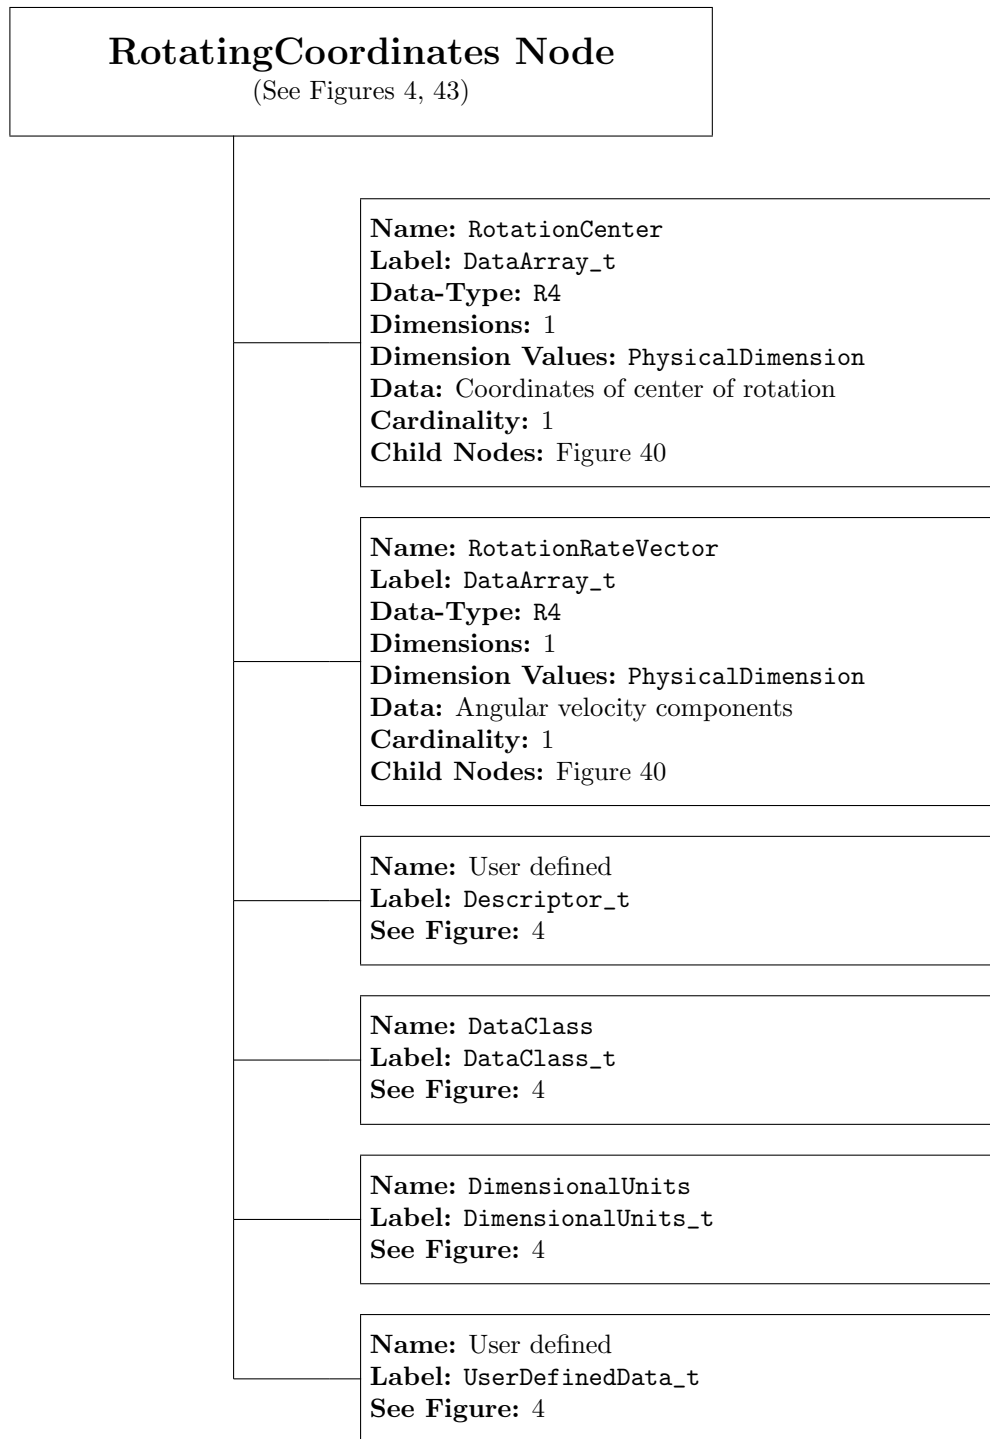 RotatingCoordinates Node
(See Figures 4, 43)
Name: RotationCenter
Label: DataArray_t
Data-Type: R4
Dimensions: 1
Dimension Values: PhysicalDimension
Data: Coordinates of center of rotation
Cardinality: 1
Child Nodes: Figure 40
Name: RotationRateVector
Label: DataArray_t
Data-Type: R4
Dimensions: 1
Dimension Values: PhysicalDimension
Data: Angular velocity components
Cardinality: 1
Child Nodes: Figure 40
Name: User defined
Label: Descriptor_t
See Figure: 4
Name: DataClass
Label: DataClass_t
See Figure: 4
Name: DimensionalUnits
Label: DimensionalUnits_t
See Figure: 4
Name: User defined
Label: UserDefinedData_t
See Figure: 4